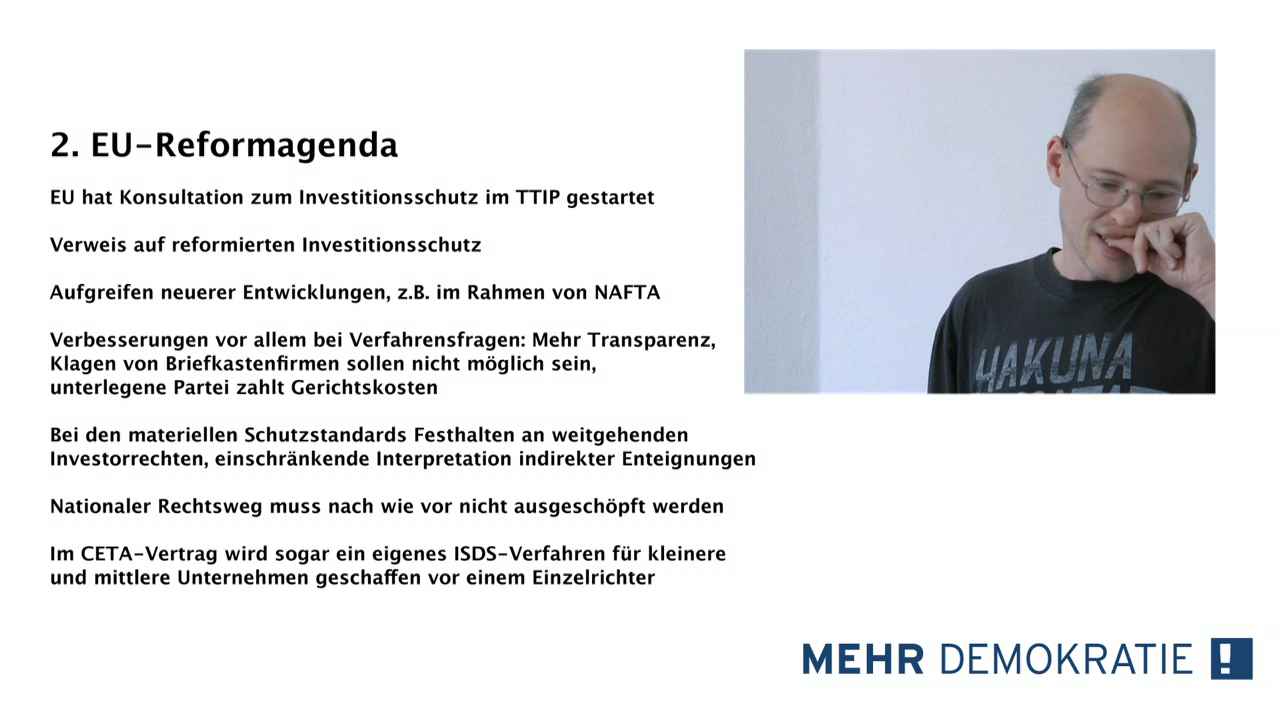 2. EU-Reformagenda
EU hat Konsultation zum Investitionsschutz im TTIP gestartet
Verweis auf reformierten Investitionsschutz
Aufgreifen neuerer Entwicklungen, z.B. im Rahmen von NAFTA
Verbesserungen vor allem bei Verfahrensfragen: Mehr Transparenz,
Klagen von Briefkastenfirmen sollen nicht möglich sein,
unterlegene Partei zahlt Gerichtskosten
Bei den materiellen Schutzstandards Festhalten an weitgehenden
Investorrechten, einschränkende Interpretation indirekter Enteignungen
Nationaler Rechtsweg muss nach wie vor nicht ausgeschöpft werden
Im CETA-Vertrag wird sogar ein eigenes ISDS-Verfahren für kleinere
und mittlere Unternehmen geschaffen vor einem Einzelrichter
HAKUNA
MEHR DEMOKRATIE !